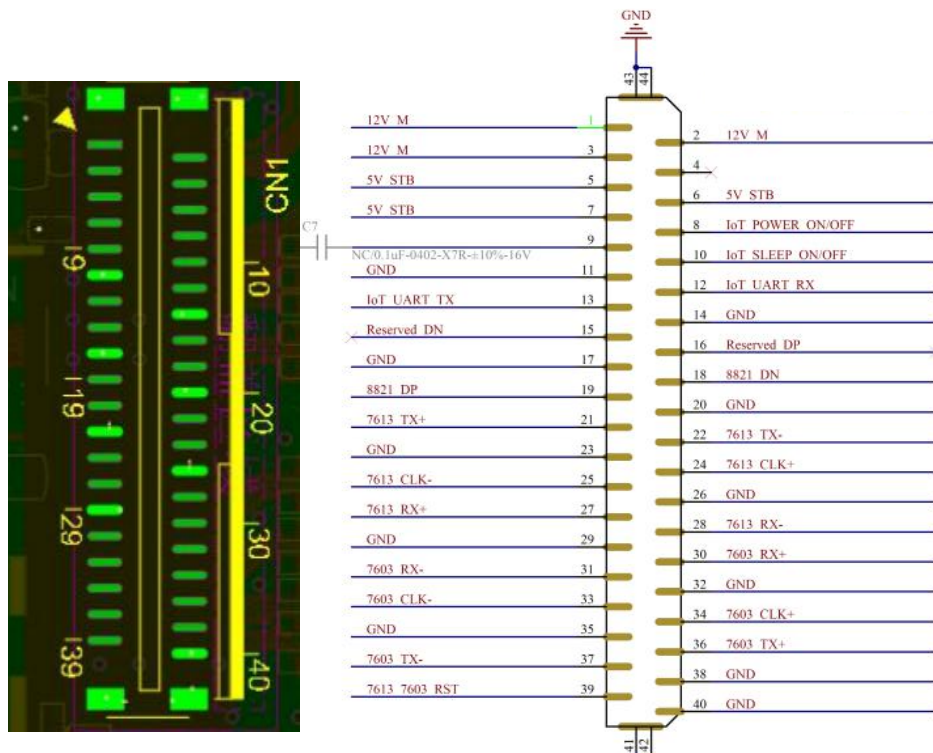 GND
43
44
1
12V_M
2
12V_M
3
12V_M
4
5
5V_STB
6
5V_STB
7
5V_STB
8
IoT_POWER_ON/OFF
C7
9
NC/0.1uF-0402-X7R-±10%-16V
10
IoT_SLEEP_ON/OFF
11
GND
12
IoT_UART_RX
13
IoT_UART_TX
14
GND
15
Reserved_DN
16
Reserved_DP
17
GND
18
8821_DN
19
8821_DP
20
GND
21
7613_TX+
22
7613_TX-
23
GND
24
7613_CLK+
25
7613_CLK-
26
GND
27
7613_RX+
28
7613_RX-
29
GND
30
7603_RX+
31
7603_RX-
32
GND
33
7603_CLK-
34
7603_CLK+
35
GND
36
7603_TX+
37
7603_TX-
38
GND
39
7613_7603_RST
40
GND
41
42
CN1
9
10
19
20
29
30
39
40